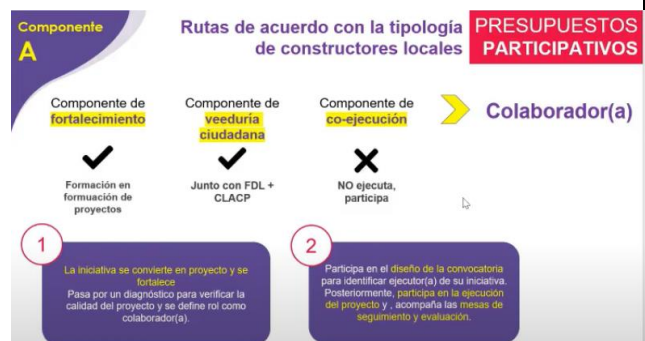 Componente
A
Rutas de acuerdo con la tipología
de constructores locales
PRESUPUESTOS
PARTICIPATIVOS
Componente de
fortalecimiento
Formación en
formuación de
proyectos
Componente de
veeduría
ciudadana
Junto con FDL +
CLACP
Componente de
co-ejecución
NO ejecuta,
participa
Colaborador(a)
1
La iniciativa se convierte en proyecto y se
fortalece
Pasa por un diagnóstico para verificar la
calidad del proyecto y se define rol como
colaborador(a).
2
Participa en el diseño de la convocatoria
para identificar ejecutor(a) de su iniciativa.
Posteriormente, participa en la ejecución
del proyecto y , acompaña las mesas de
seguimiento y evaluación.